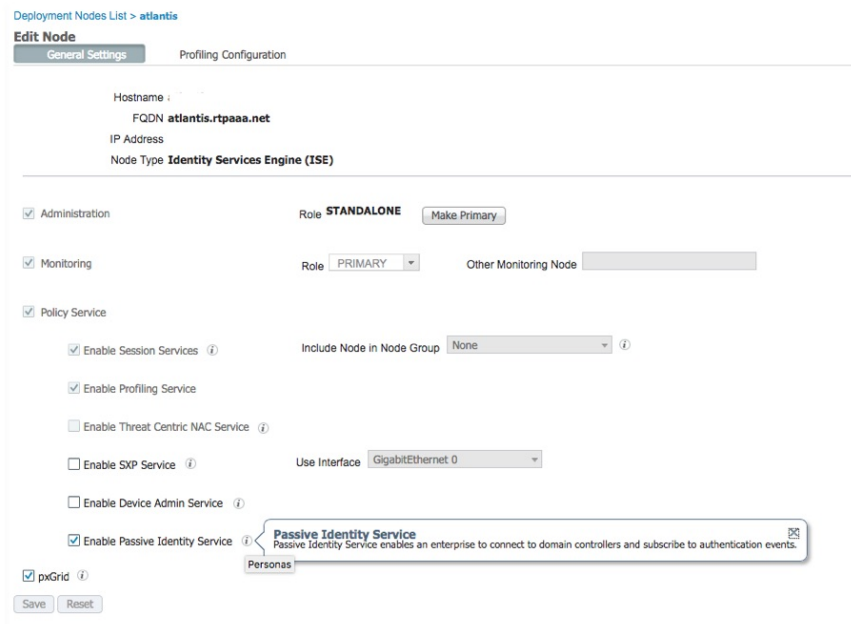 Deployment Nodes List > atlantis
Edit Node
General Settings Profiling Configuration
Hostname
FQDN atlantis.rtpaaa.net
IP Address
Node Type Identity Services Engine (ISE)
Administration Role STANDALONE Make Primary
Monitoring Role PRIMARY Other Monitoring Node
Policy Service
Enable Session Services Include Node in Node Group None
Enable Profiling Service
Enable Threat Centric NAC Service
Enable SXP Service Use Interface GigabitEthernet 0
Enable Device Admin Service
Enable Passive Identity Service Passive Identity Service
Passive Identity Service enables an enterprise to connect to domain controllers and subscribe to authentication events.
Personas
pxGrid
Save Reset